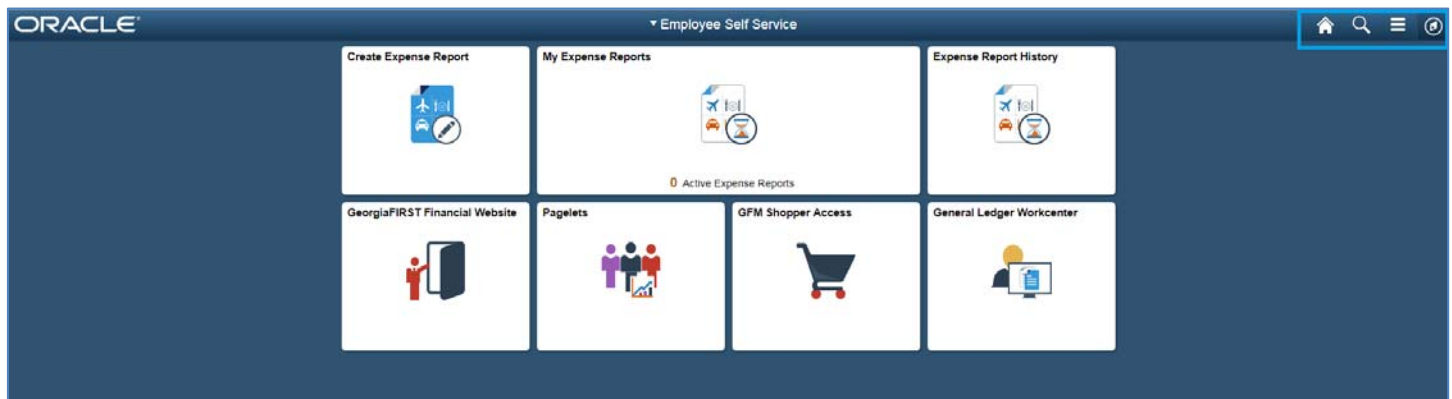 ORACLE
Employee Self Service
Create Expense Report
My Expense Reports
0 Active Expense Reports
Expense Report History
GeorgiaFIRST Financial Website
Pagelets
GFM Shopper Access
General Ledger Workcenter